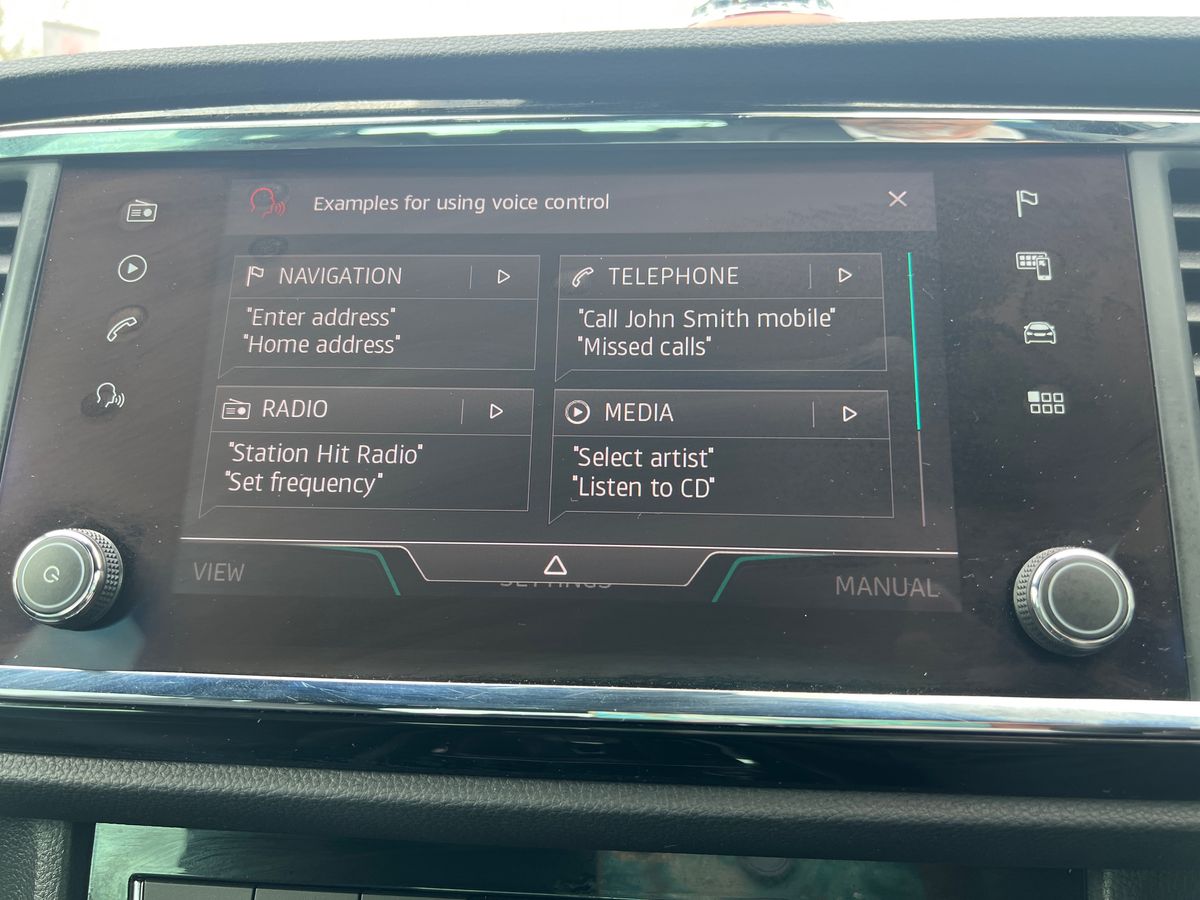 Examples for using voice control
NAVIGATION
"Enter address"
"Home address"
TELEPHONE
"Call John Smith mobile"
"Missed calls"
RADIO
"Station Hit Radio"
"Set frequency"
MEDIA
"Select artist"
"Listen to CD"
VIEW
SETTINGS
MANUAL